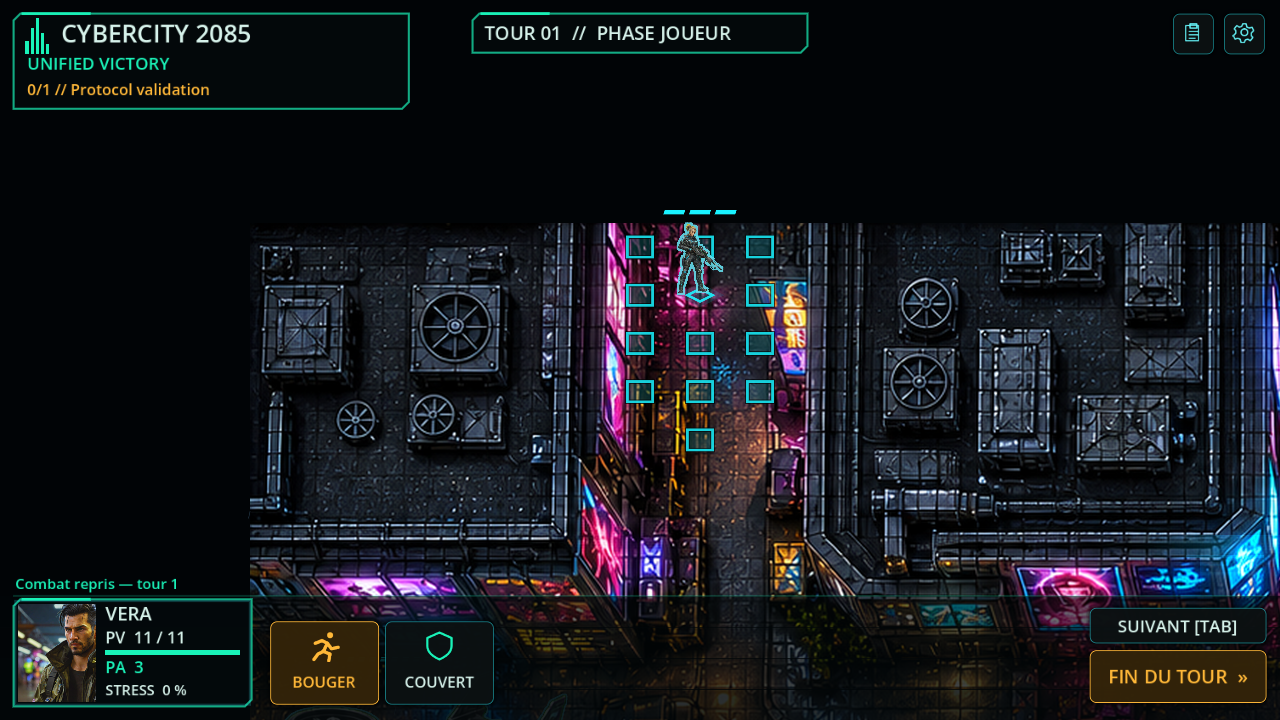 CYBERCITY 2085
UNIFIED VICTORY
0/1 // Protocol validation
TOUR 01 // PHASE JOUEUR
Combat repris — tour 1
VERA
PV 11 / 11
PA 3
STRESS 0 %
BOUGER
COUVERT
SUIVANT [TAB]
FIN DU TOUR »